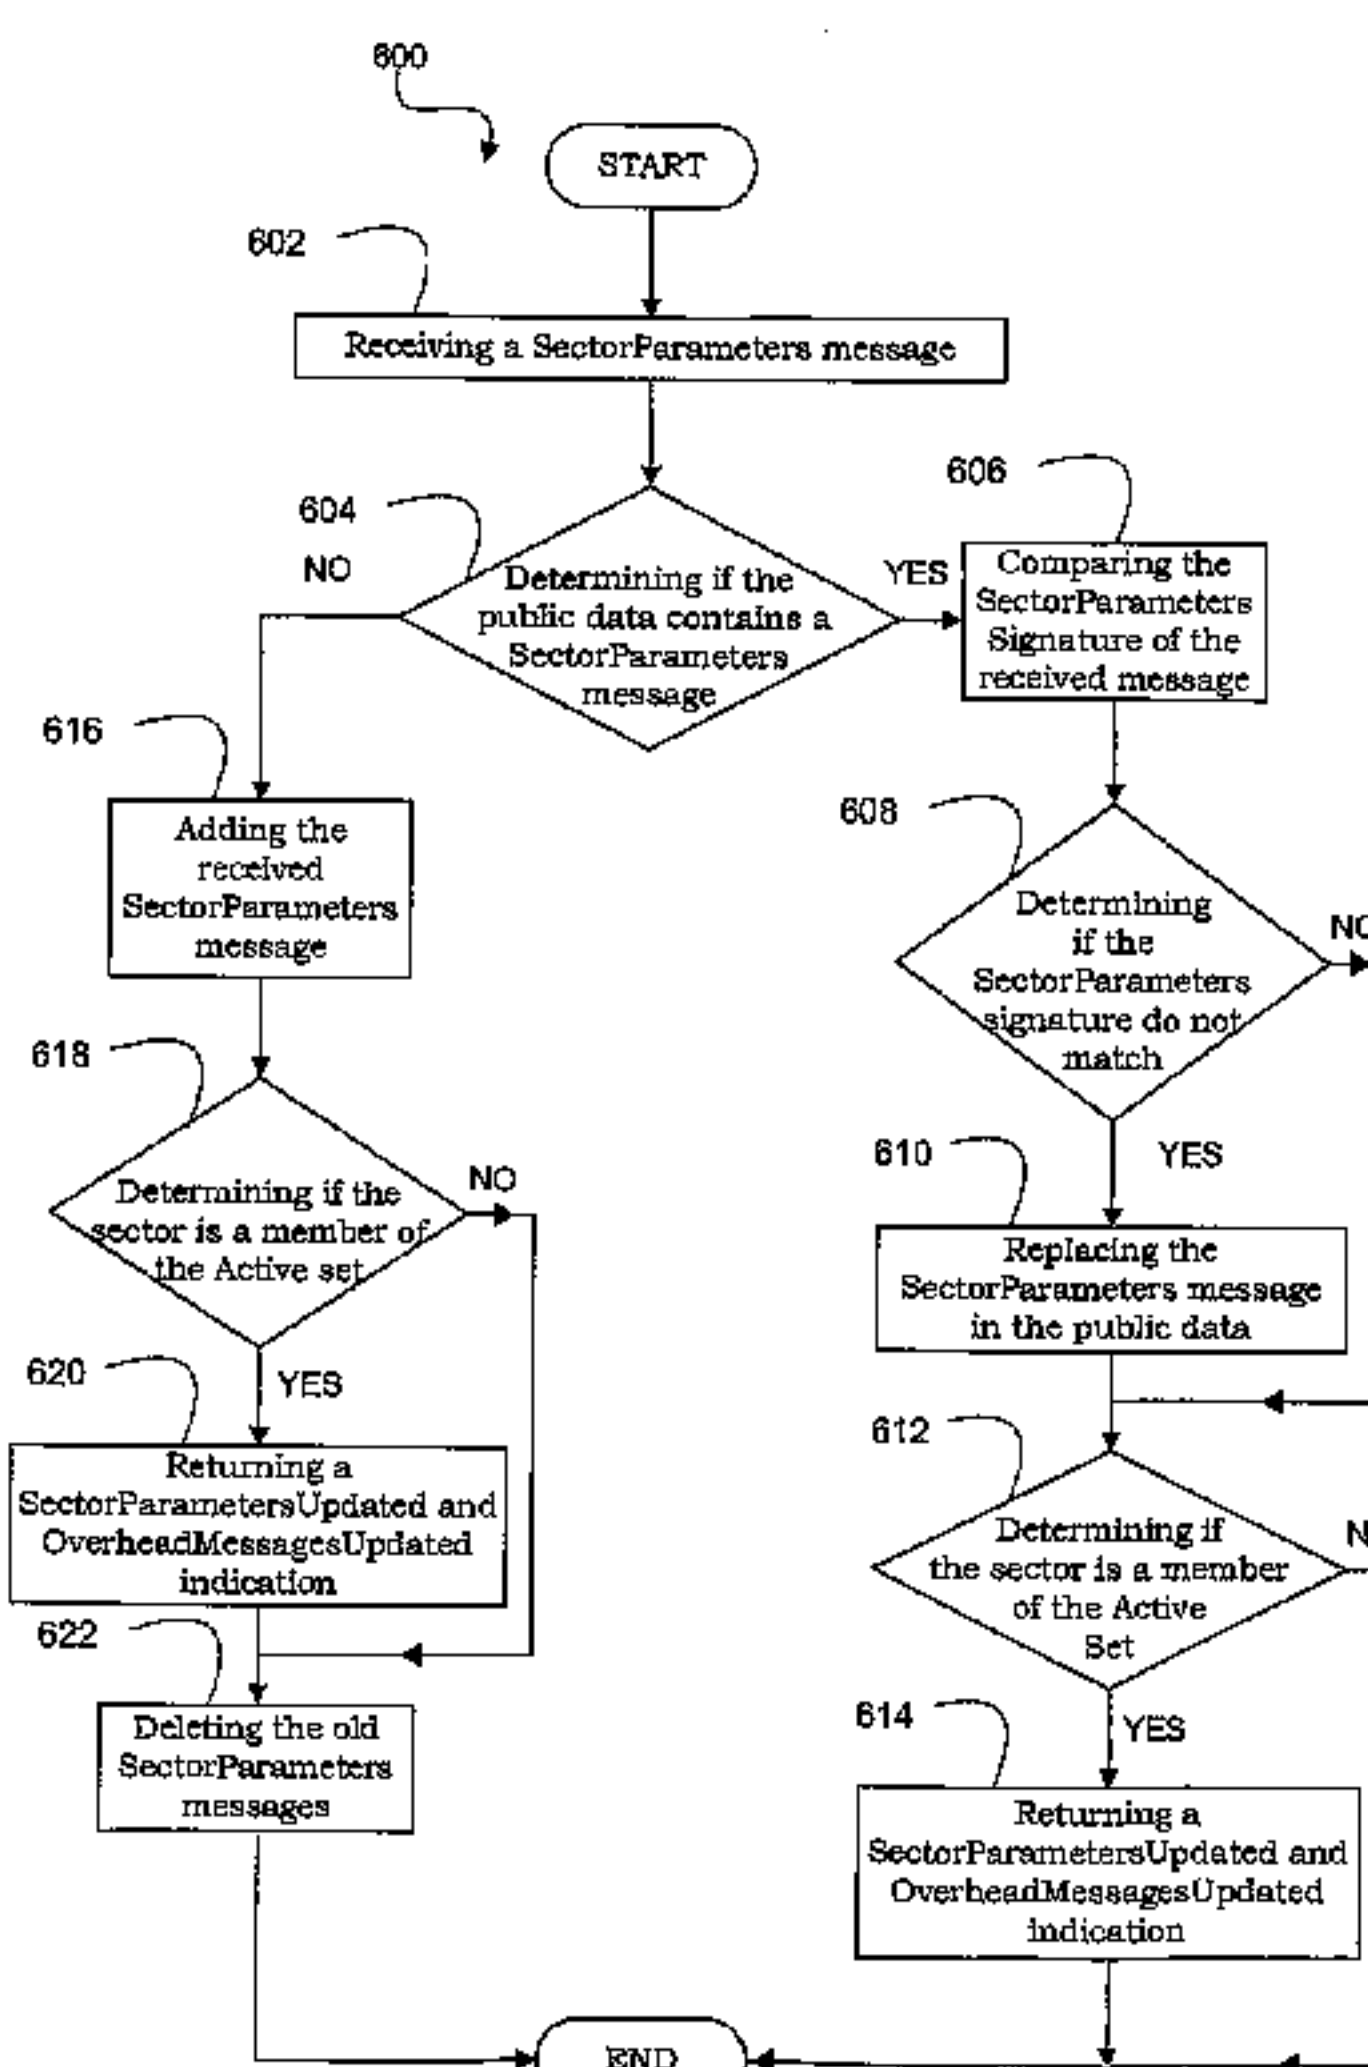 600
START
602
Receiving a SectorParameters message
604
NO
Determining if the
public data contains a
SectorParameters
message
YES
606
Comparing the
SectorParameters
Signature of the
received message
616
Adding the
received
SectorParameters
message
608
Determining
if the
SectorParameters
signature do not
match
NO
618
Determining if the
sector is a member of
the Active set
NO
YES
610
YES
Replacing the
SectorParameters message
in the public data
620
Returning a
SectorParametersUpdated and
OverheadMessagesUpdated
indication
612
Determining if
the sector is a member
of the Active
Set
N
YES
622
Deleting the old
SectorParameters
messages
614
Returning a
SectorParametersUpdated and
OverheadMessagesUpdated
indication
END